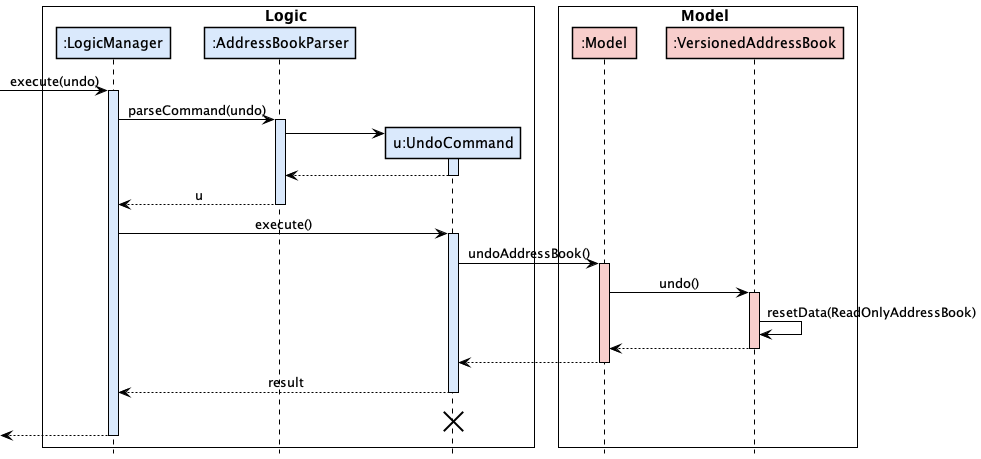 Logic
Model
:LogicManager
:AddressBookParser
:Model
:VersionedAddressBook
execute(undo)
parseCommand(undo)
u:UndoCommand
u
execute()
undoAddressBook()
undo()
resetData(ReadOnlyAddressBook)
result